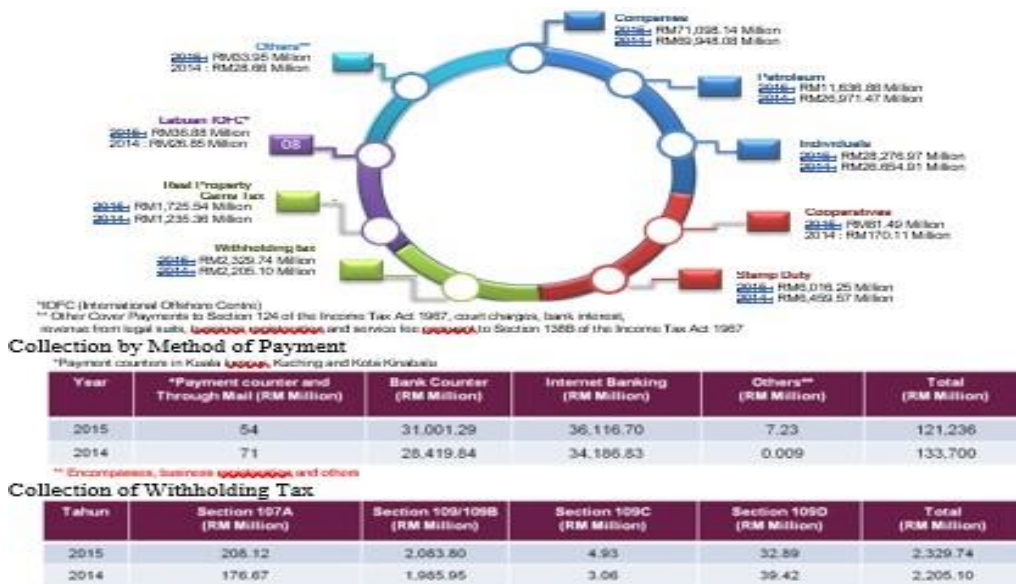 Companies
2015 : RM71,098.14 Million
2014 : RM69,948.08 Million
Others**
2015 : RM33.95 Million
2014 : RM28.66 Million
Petroleum
2015 : RM11,636.88 Million
2014 : RM26,971.47 Million
Labuan IOFC*
2015 : RM36.88 Million
2014 : RM26.85 Million
08
Individuals
2015 : RM28,276.97 Million
2014 : RM26,654.91 Million
Real Property
Gains Tax
2015 : RM1,725.54 Million
2014 : RM1,235.36 Million
Cooperatives
2015 : RM81.49 Million
2014 : RM170.11 Million
Withholding tax
2015 : RM2,329.74 Million
2014 : RM2,205.10 Million
Stamp Duty
2015 : RM6,016.25 Million
2014 : RM6,459.57 Million
*IOFC (International Offshore Centre)
** Other Cover Payments to Section 124 of the Income Tax Act 1967, court charges, bank interest,
revenue from legal suits, business registration and service fee pursuant to Section 138B of the Income Tax Act 1967
Collection by Method of Payment
*Payment counters in Kuala lumpur, Kuching and Kota Kinabalu
Year *Payment counter and Through Mail (RM Million) Bank Counter (RM Million) Internet Banking (RM Million) Others** (RM Million) Total (RM Million)
2015 54 31,001.29 36,116.70 7.23 121,236
2014 71 28,419.84 34,186.83 0.009 133,700
** Encompasses, business registration and others
Collection of Withholding Tax
Tahun Section 107A (RM Million) Section 109/109B (RM Million) Section 109C (RM Million) Section 109D (RM Million) Total (RM Million)
2015 208.12 2,083.80 4.93 32.89 2,329.74
2014 176.67 1,985.95 3.06 39.42 2,205.10